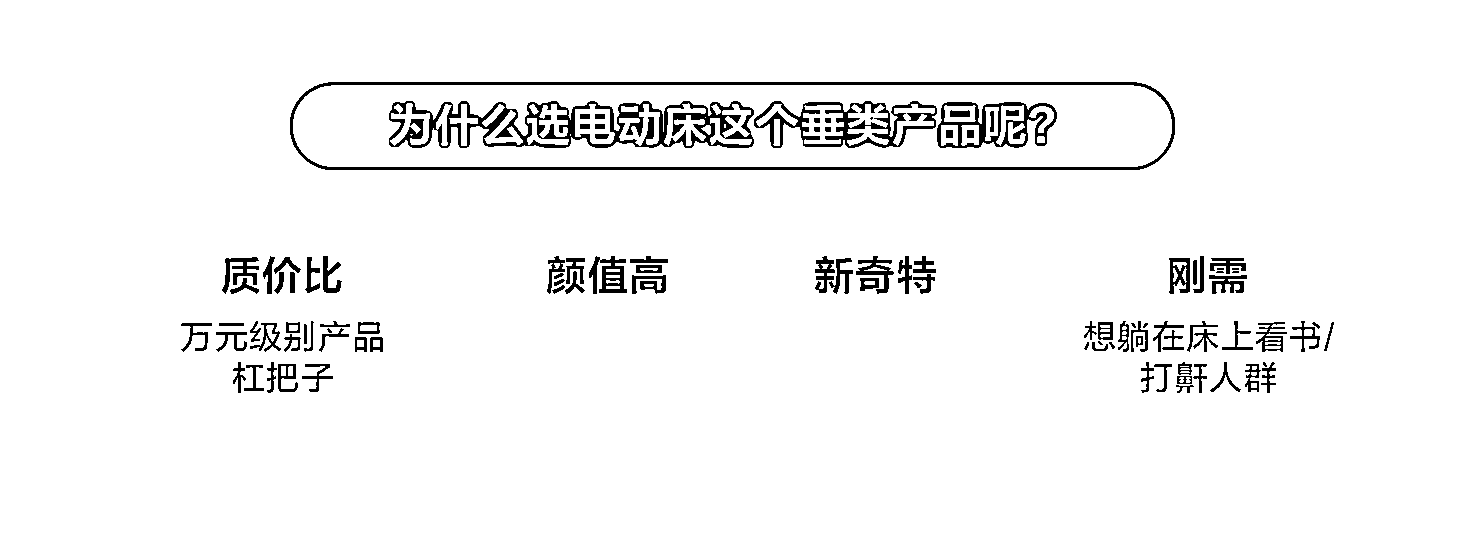 为什么选电动床这个垂类产品呢？
质价比
颜值高
新奇特
刚需
万元级别产品
杠把子
想躺在床上看书/
打鼾人群